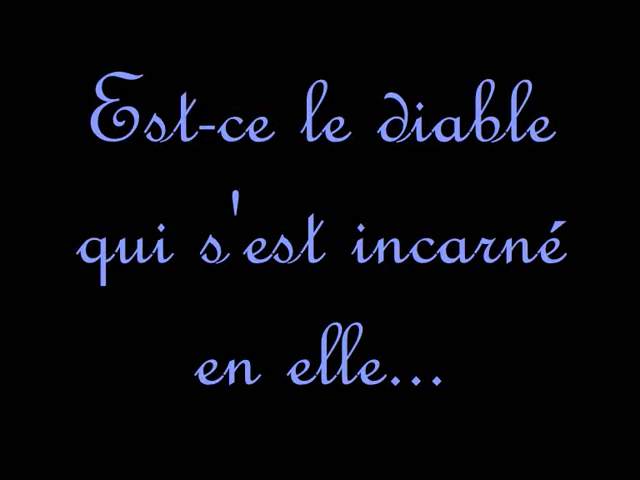 Est-ce le diable
qui s'est incarné
en elle...